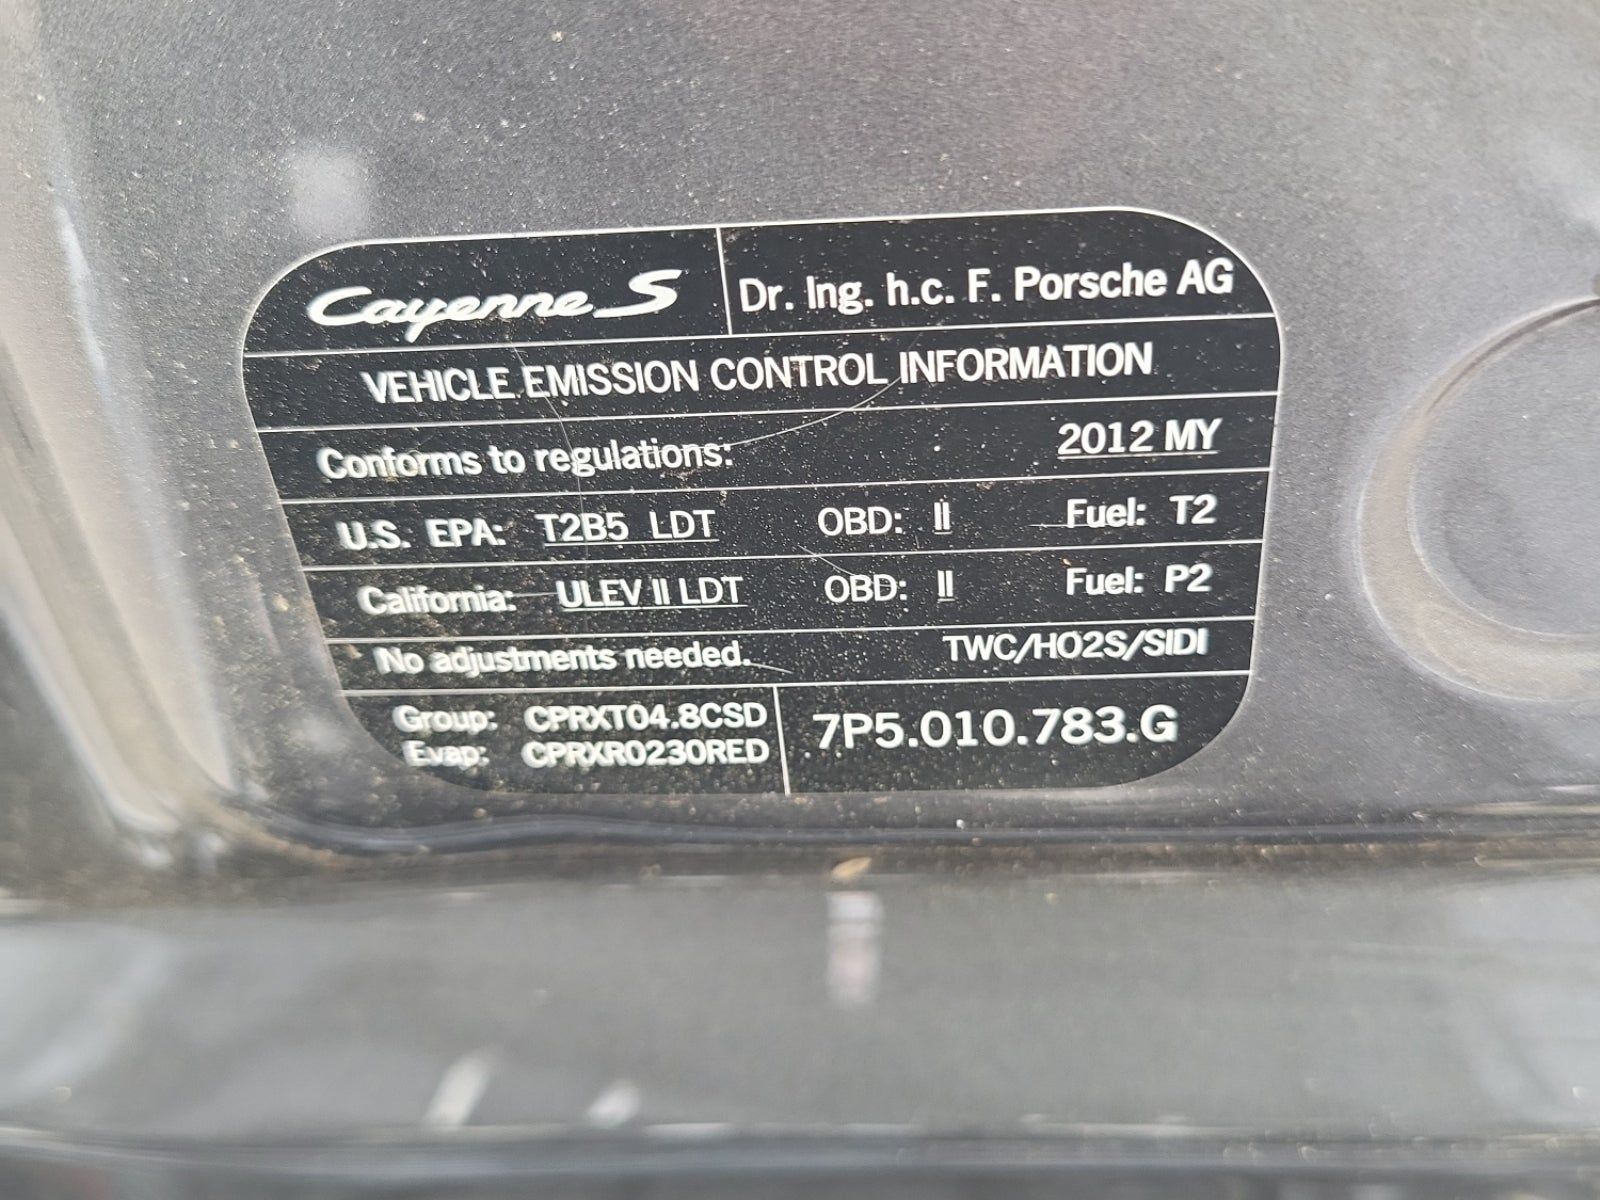 Cayenne S Dr. Ing. h.c. F. Porsche AG
VEHICLE EMISSION CONTROL INFORMATION
Conforms to regulations: 2012 MY
U.S. EPA: T2B5 LDT OBD: II Fuel: T2
California: ULEV II LDT OBD: II Fuel: P2
No adjustments needed. TWC/HO2S/SIDI
Group: CPRXT04.8CSD
Evap: CPRXR0230RED
7P5.010.783.G